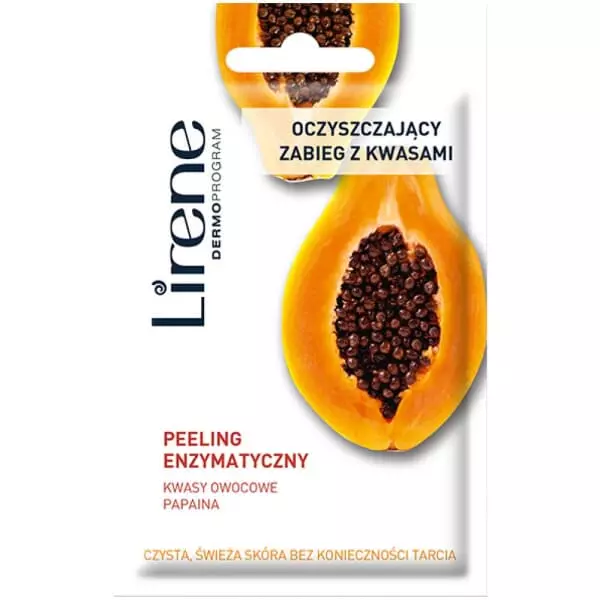 OCZYSZCZAJĄCY
ZABIEG Z KWASAMI
Lirene
DERMOPROGRAM
PEELING
ENZYMATYCZNY
KWASY OWOCOWE
PAPAINA
CZYSTA, ŚWIEŻA SKÓRA BEZ KONIECZNOŚCI TARCIA